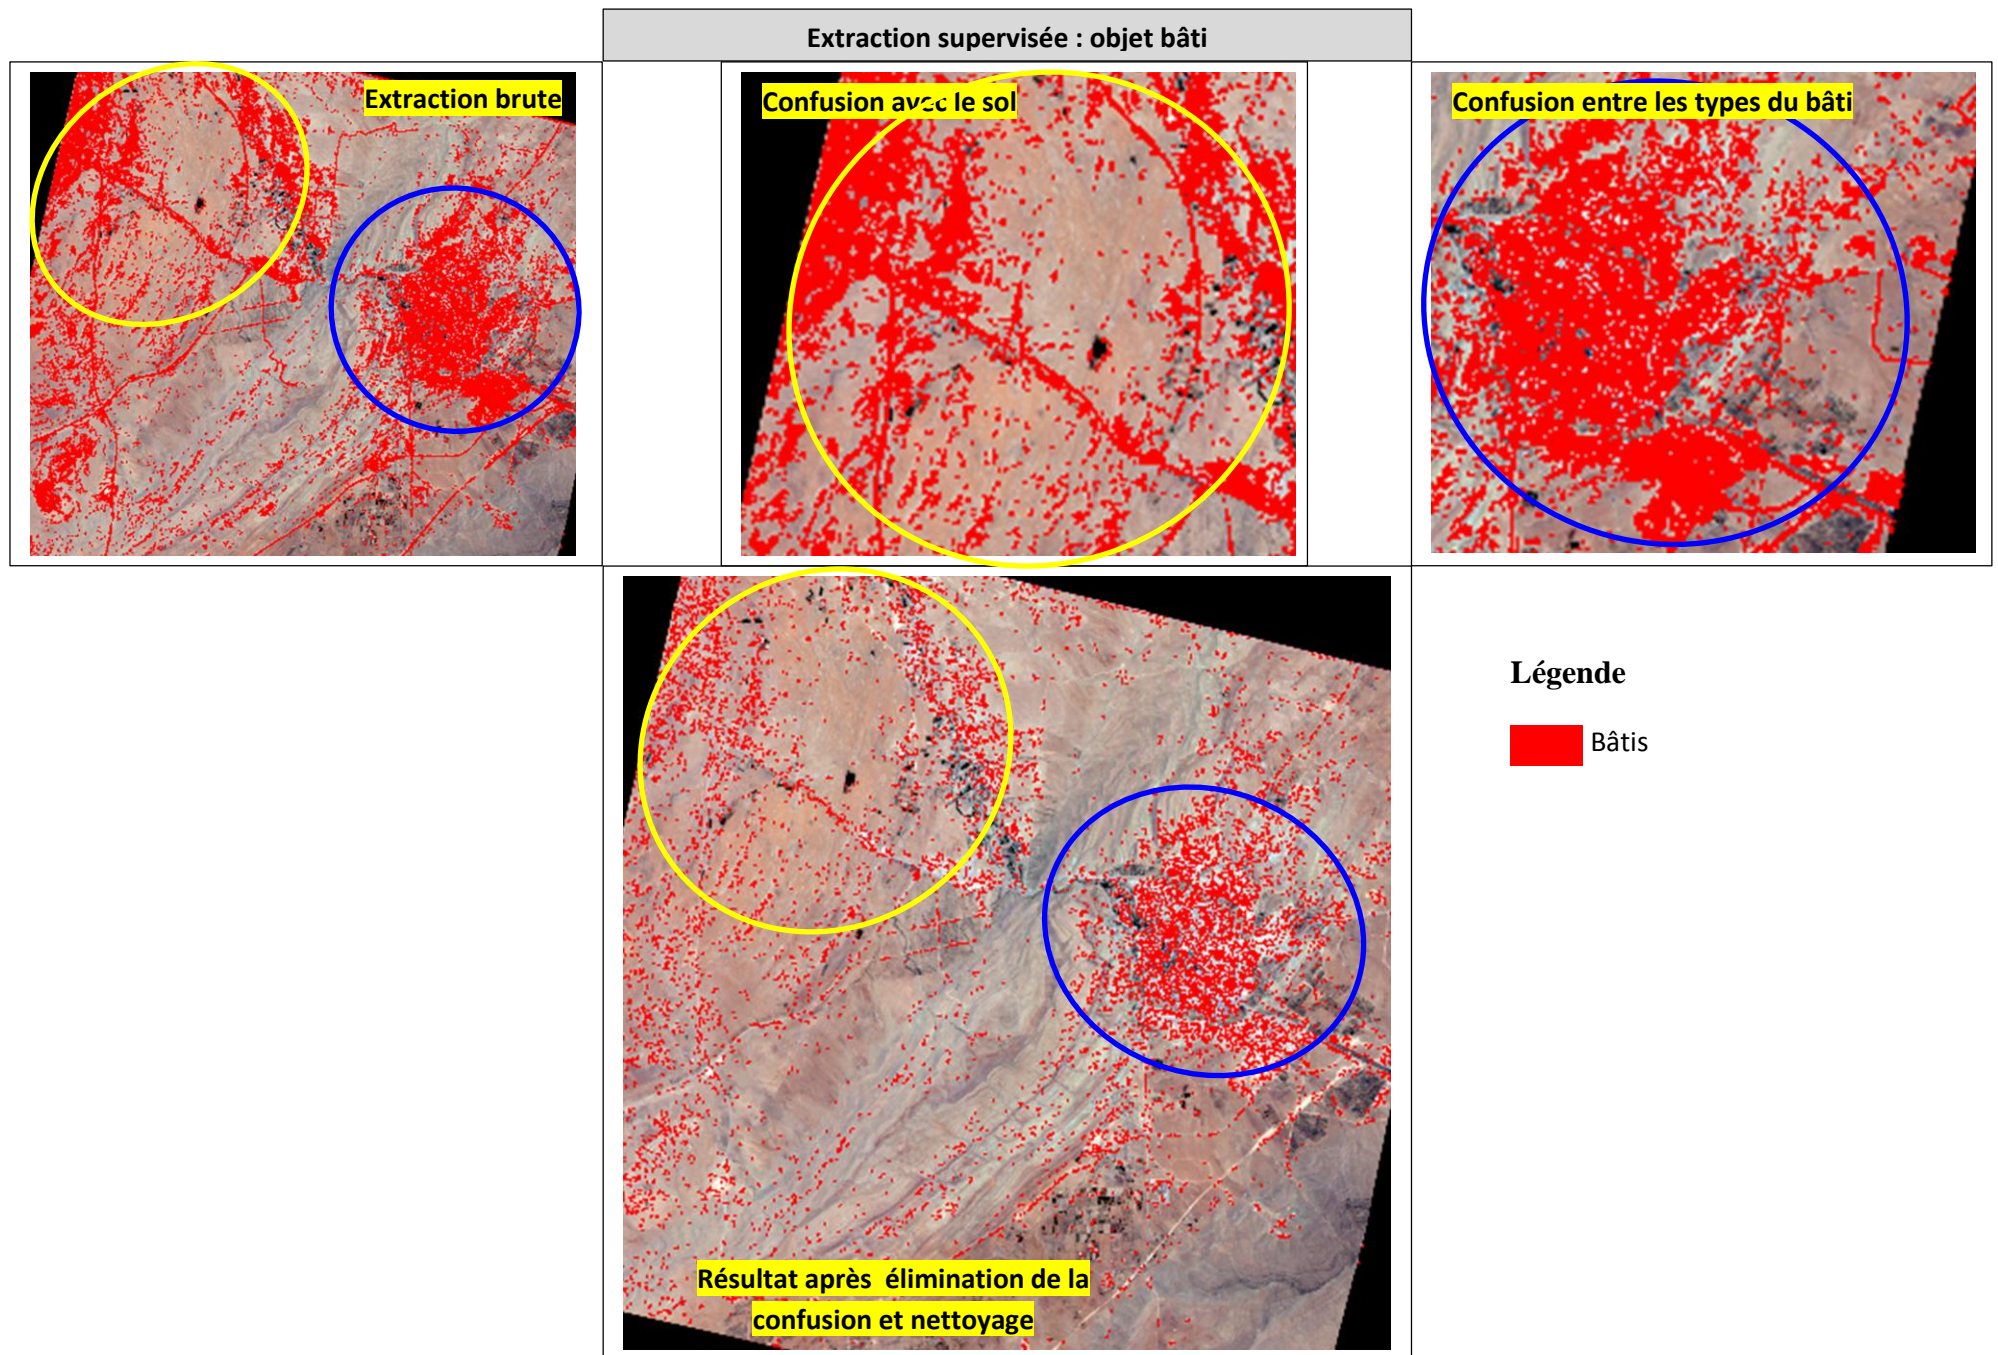 Extraction supervisée : objet bâti
Extraction brute
Confusion avec le sol
Confusion entre les types du bâti
Légende
Bâtis
Résultat après élimination de la
confusion et nettoyage